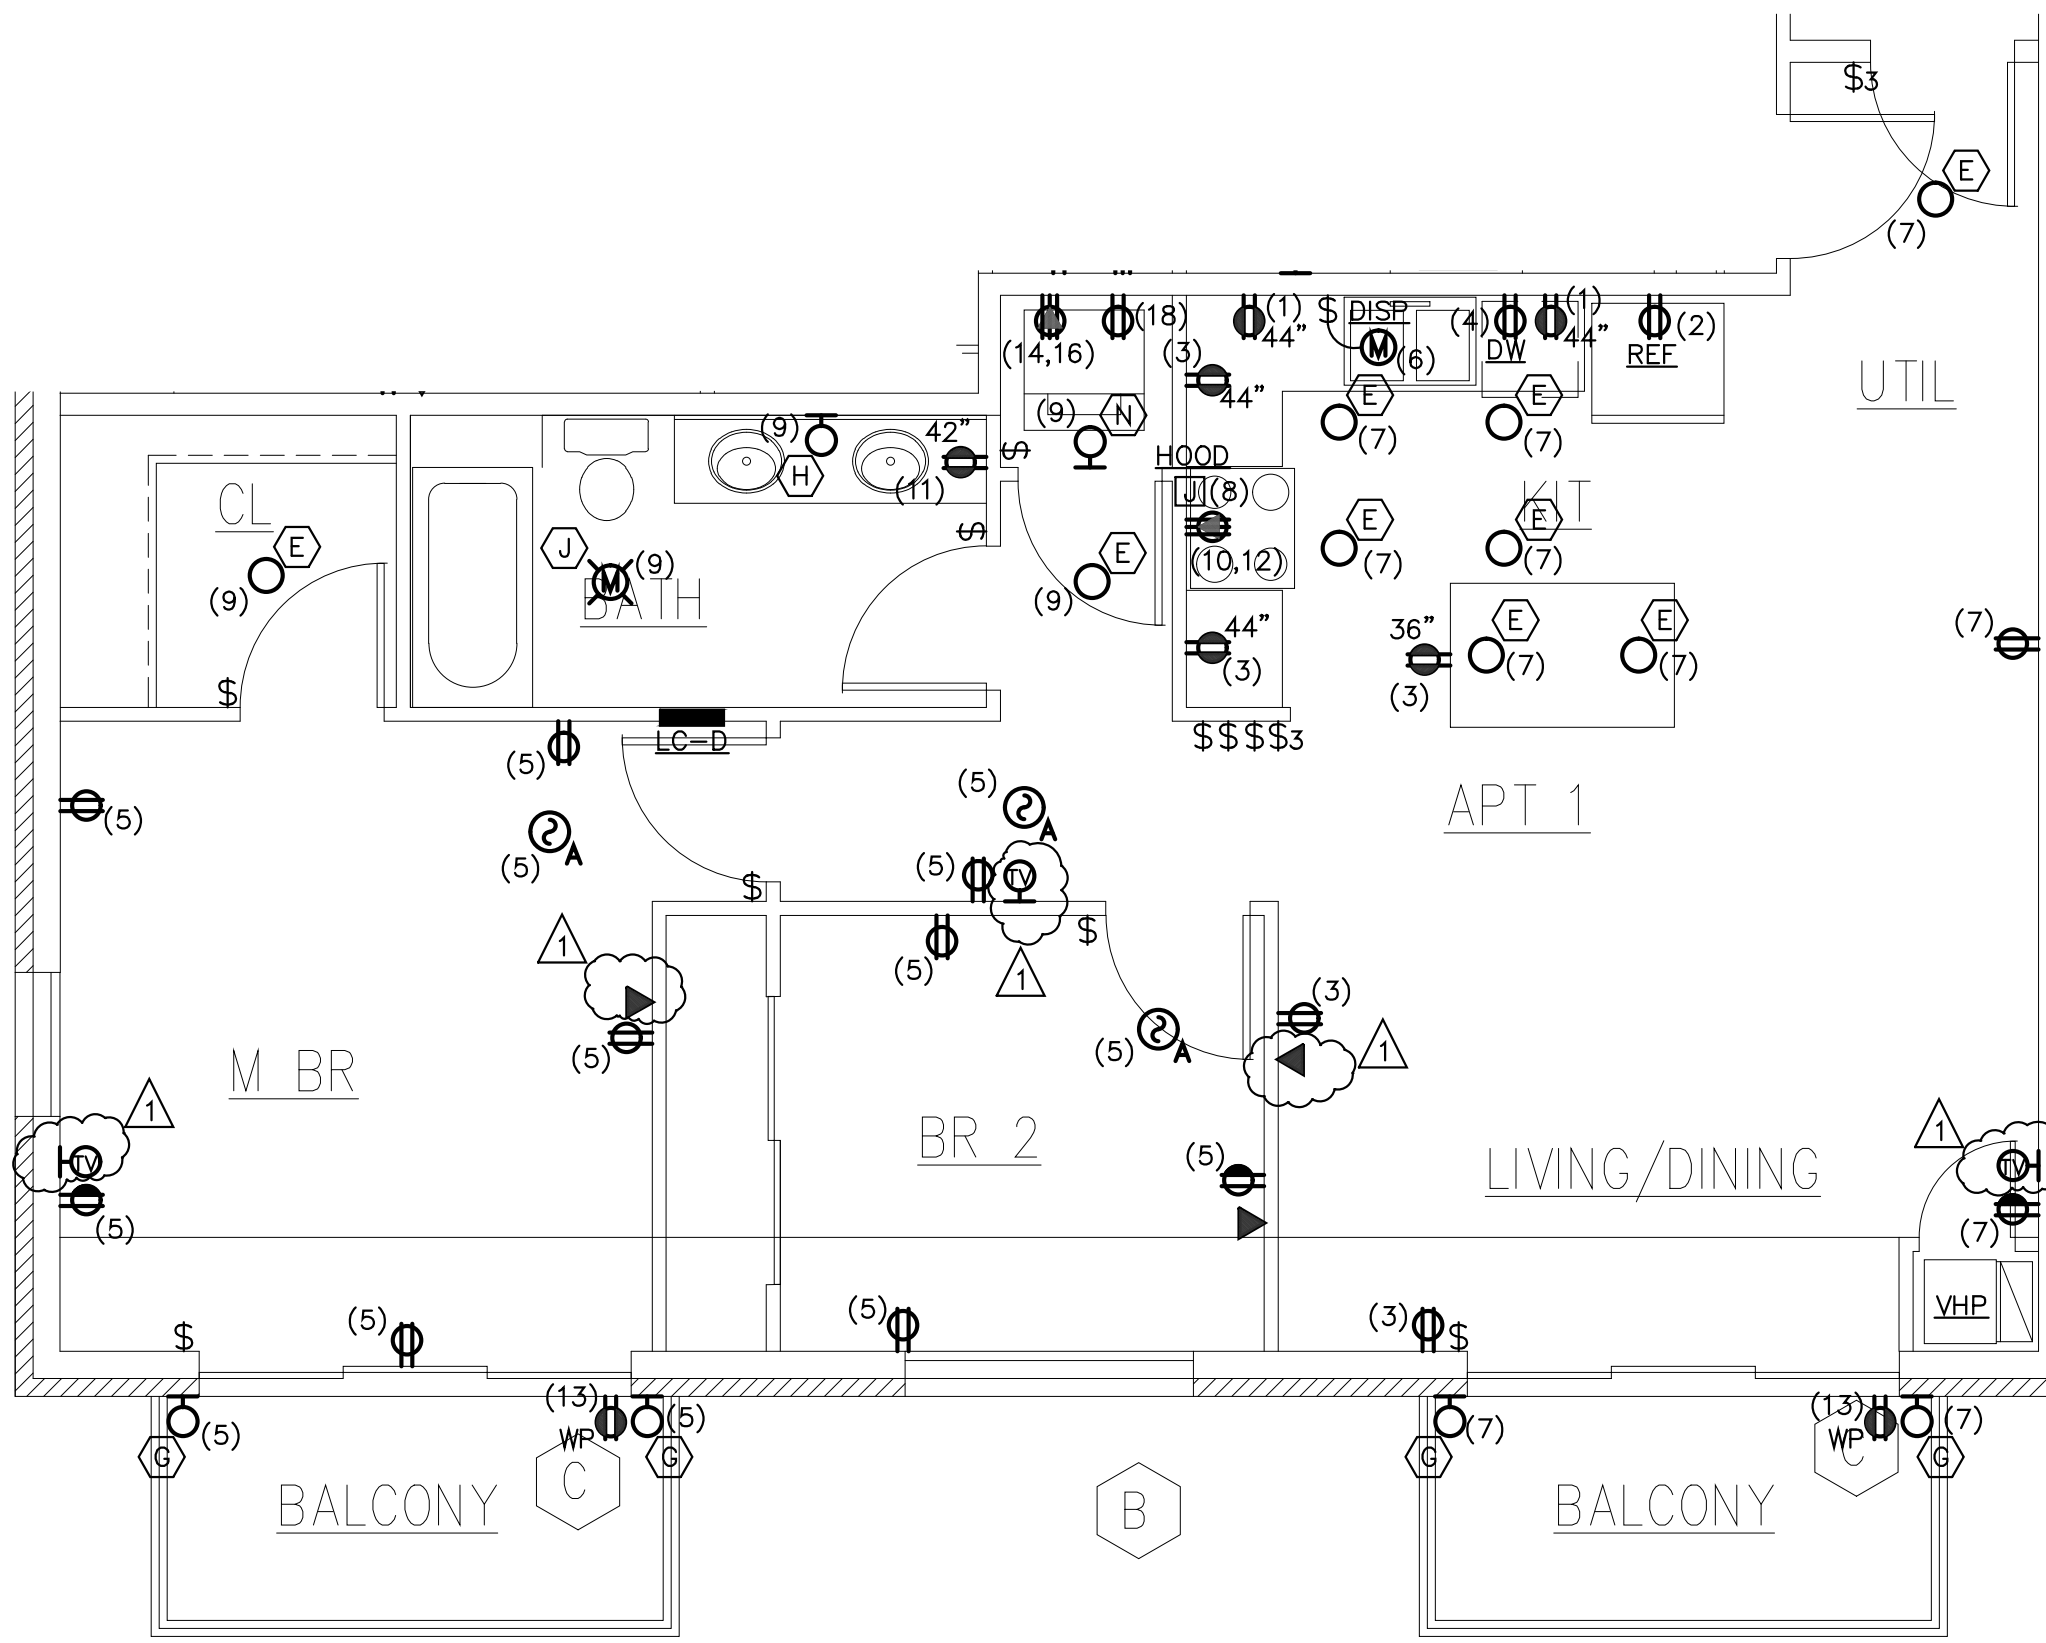 $3
E
(7)
(14,16)
(18)
(1)
44”
$ DISP
(6)
(4)
DW
(1)
44”
(2)
REF
UTIL
(3)
44”
E
(7)
E
(7)
(9)
N
(9)
H
42”
(11)
$
$
HOOD
J (8)
(10,12)
E
(7)
KIT
E
(7)
CL
E
(9)
J
M (9)
BATH
E
(9)
44”
(3)
36”
(3)
E
(7)
E
(7)
(7)
$
LC-D
$$$$3
(5)
(5)
(5)
A
(5)
A
APT 1
(5)
TV
$
$
(5)
1
1
(5)
(5)
A
(3)
1
M BR
BR 2
LIVING/DINING
1
TV
(5)
(5)
1
TV
(7)
VHP
$
(5)
(5)
(3)
$
G
(5)
(13)
WP
(5)
G
C
BALCONY
B
G
(7)
(13)
WP
(7)
G
C
BALCONY